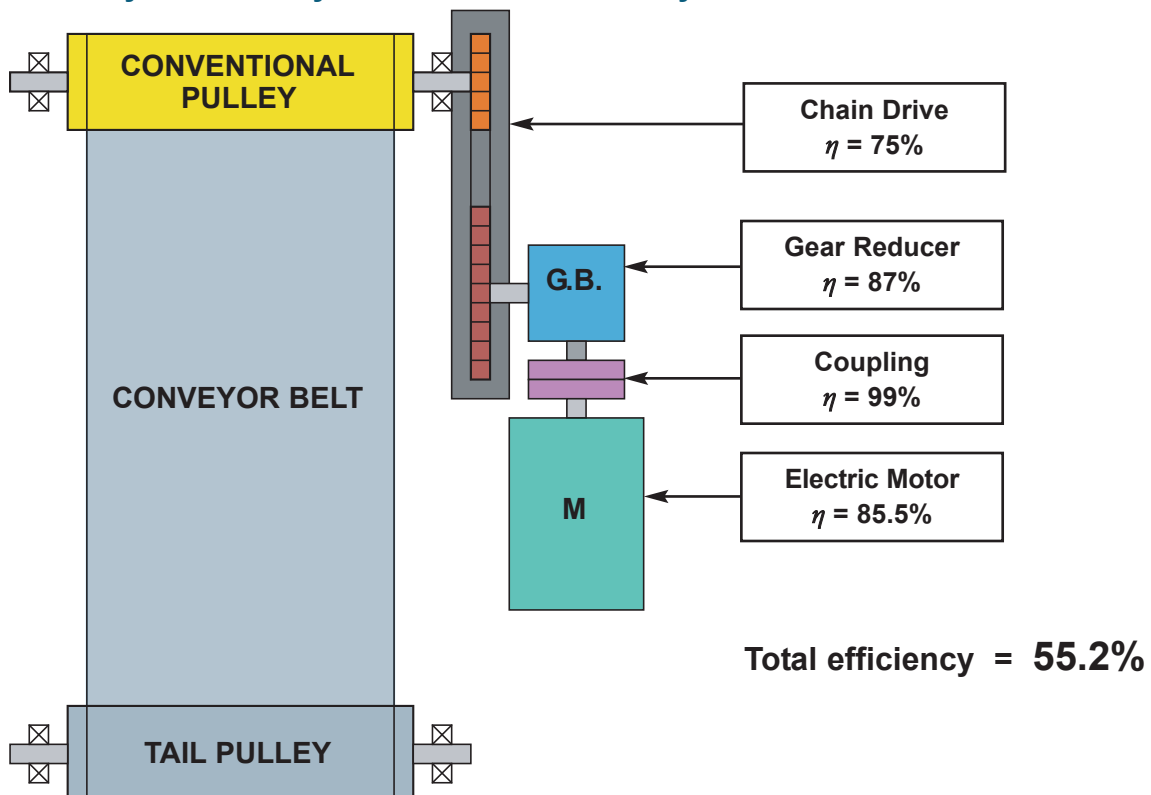 CONVENTIONAL
PULLEY
Chain Drive
η = 75%
Gear Reducer
η = 87%
G.B.
Coupling
η = 99%
CONVEYOR BELT
Electric Motor
η = 85.5%
M
Total efficiency = 55.2%
TAIL PULLEY